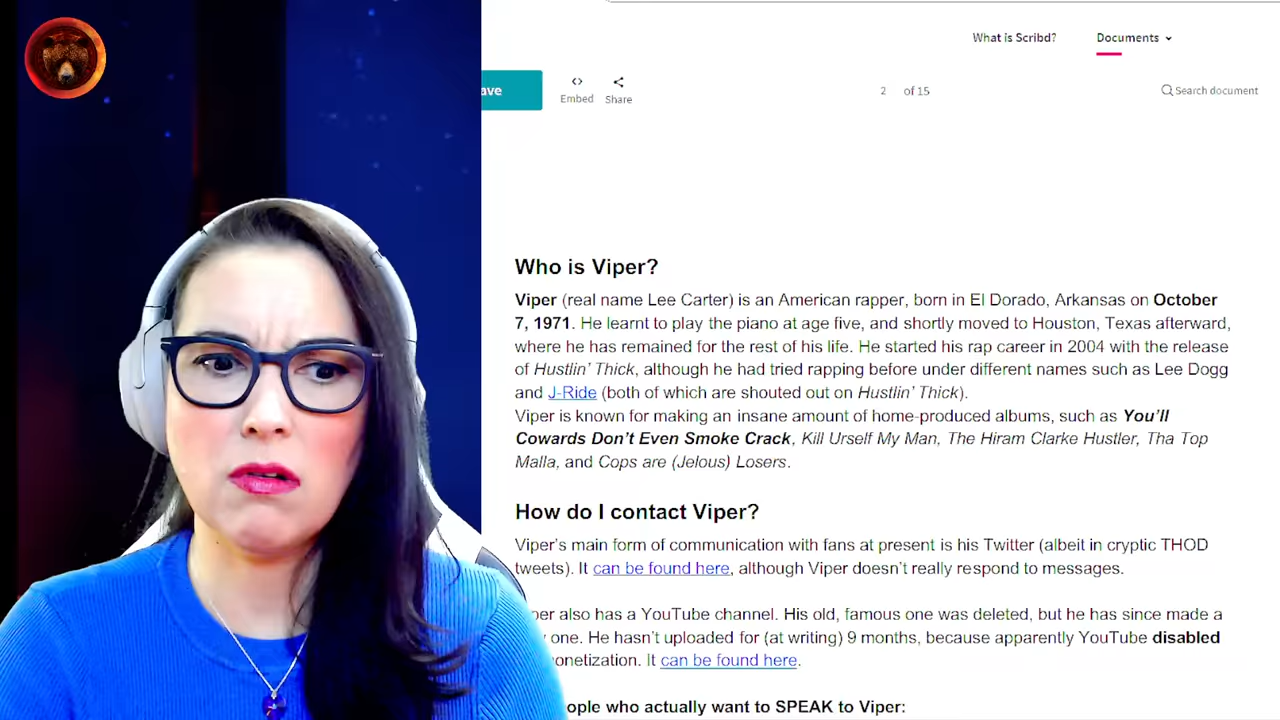 What is Scribd?
Documents
ave
Embed
Share
2 of 15
Search document
Who is Viper?
Viper (real name Lee Carter) is an American rapper, born in El Dorado, Arkansas on October
7, 1971. He learnt to play the piano at age five, and shortly moved to Houston, Texas afterward,
where he has remained for the rest of his life. He started his rap career in 2004 with the release
of Hustlin' Thick, although he had tried rapping before under different names such as Lee Dogg
and J-Ride (both of which are shouted out on Hustlin' Thick).
Viper is known for making an insane amount of home-produced albums, such as You'll
Cowards Don't Even Smoke Crack, Kill Urself My Man, The Hiram Clarke Hustler, Tha Top
Malla, and Cops are (Jelous) Losers.
How do I contact Viper?
Viper's main form of communication with fans at present is his Twitter (albeit in cryptic THOD
tweets). It can be found here, although Viper doesn't really respond to messages.
per also has a YouTube channel. His old, famous one was deleted, but he has since made a
one. He hasn't uploaded for (at writing) 9 months, because apparently YouTube disabled
onetization. It can be found here.
ople who actually want to SPEAK to Viper: